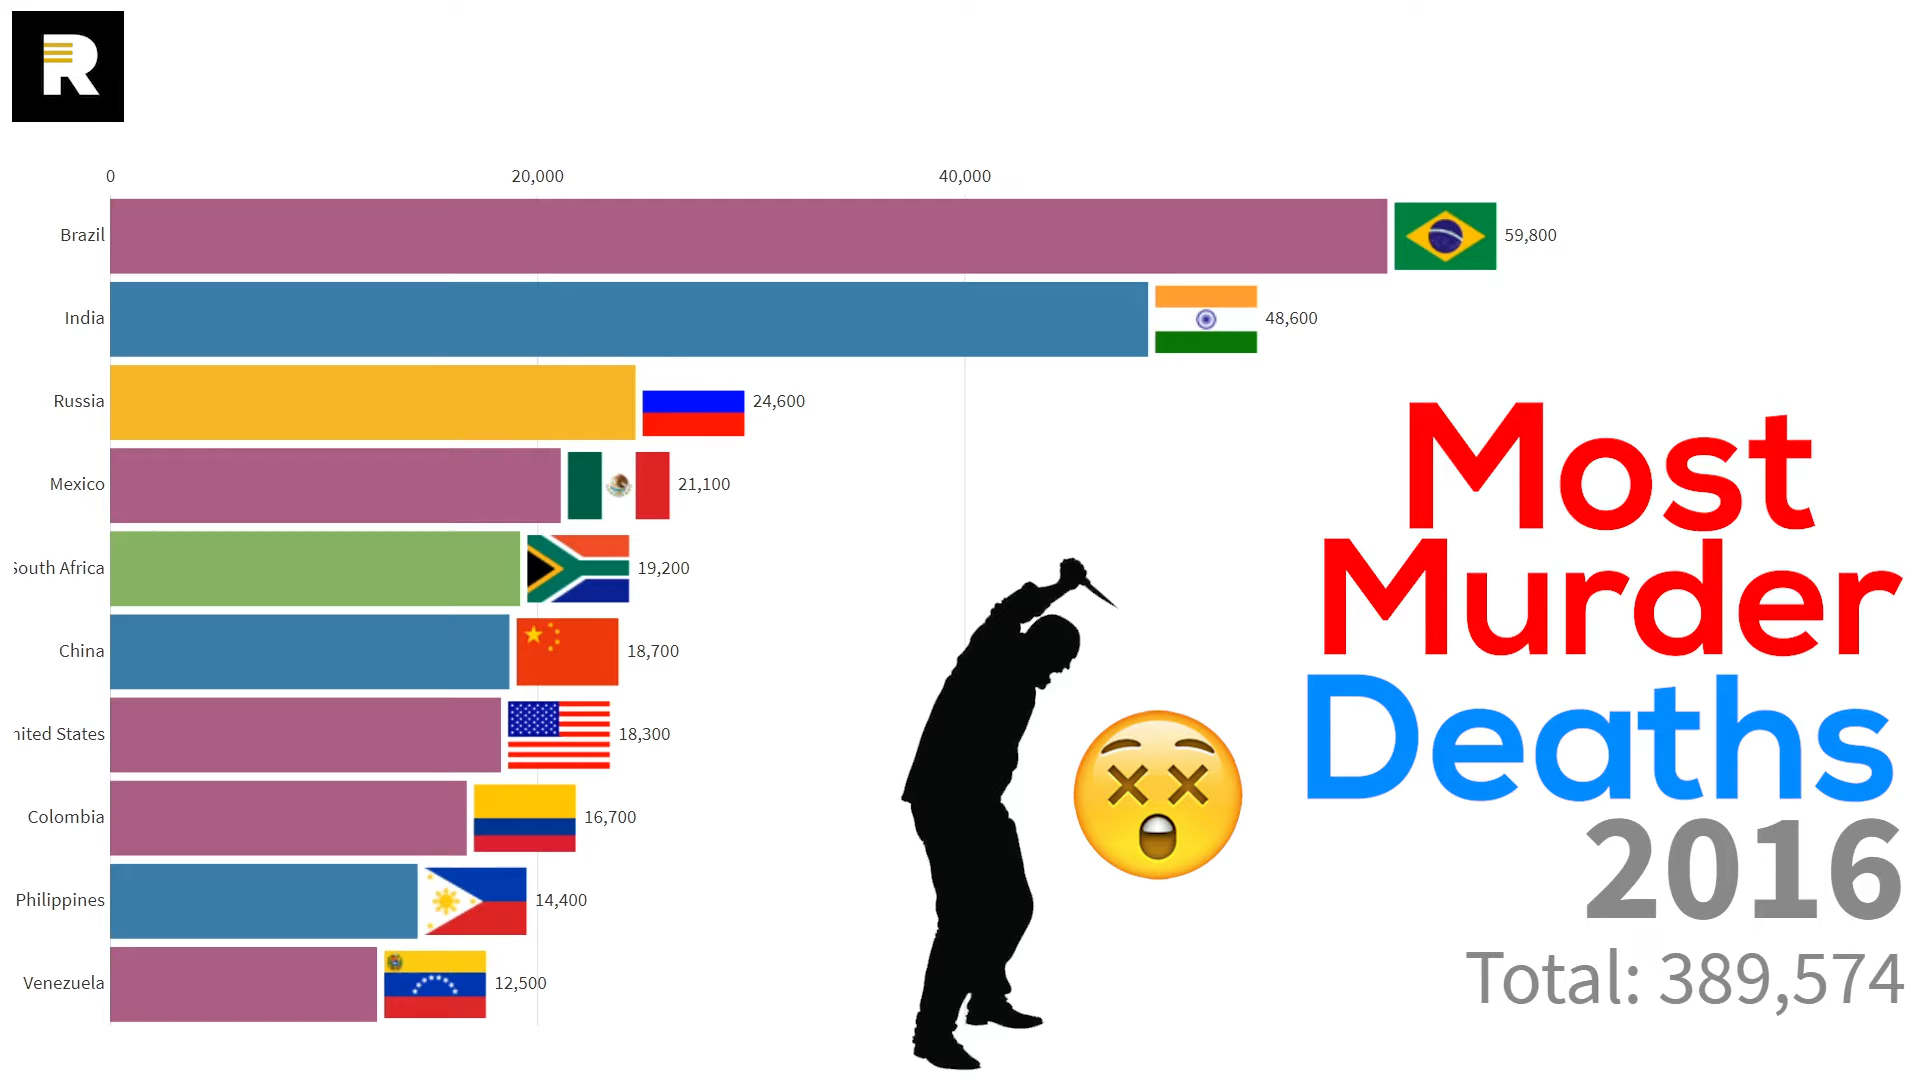 R
0 20,000 40,000
Brazil 59,800
India 48,600
Russia 24,600
Mexico 21,100
South Africa 19,200
China 18,700
nited States 18,300
Colombia 16,700
Philippines 14,400
Venezuela 12,500
Most
Murder
Deaths
2016
Total: 389,574